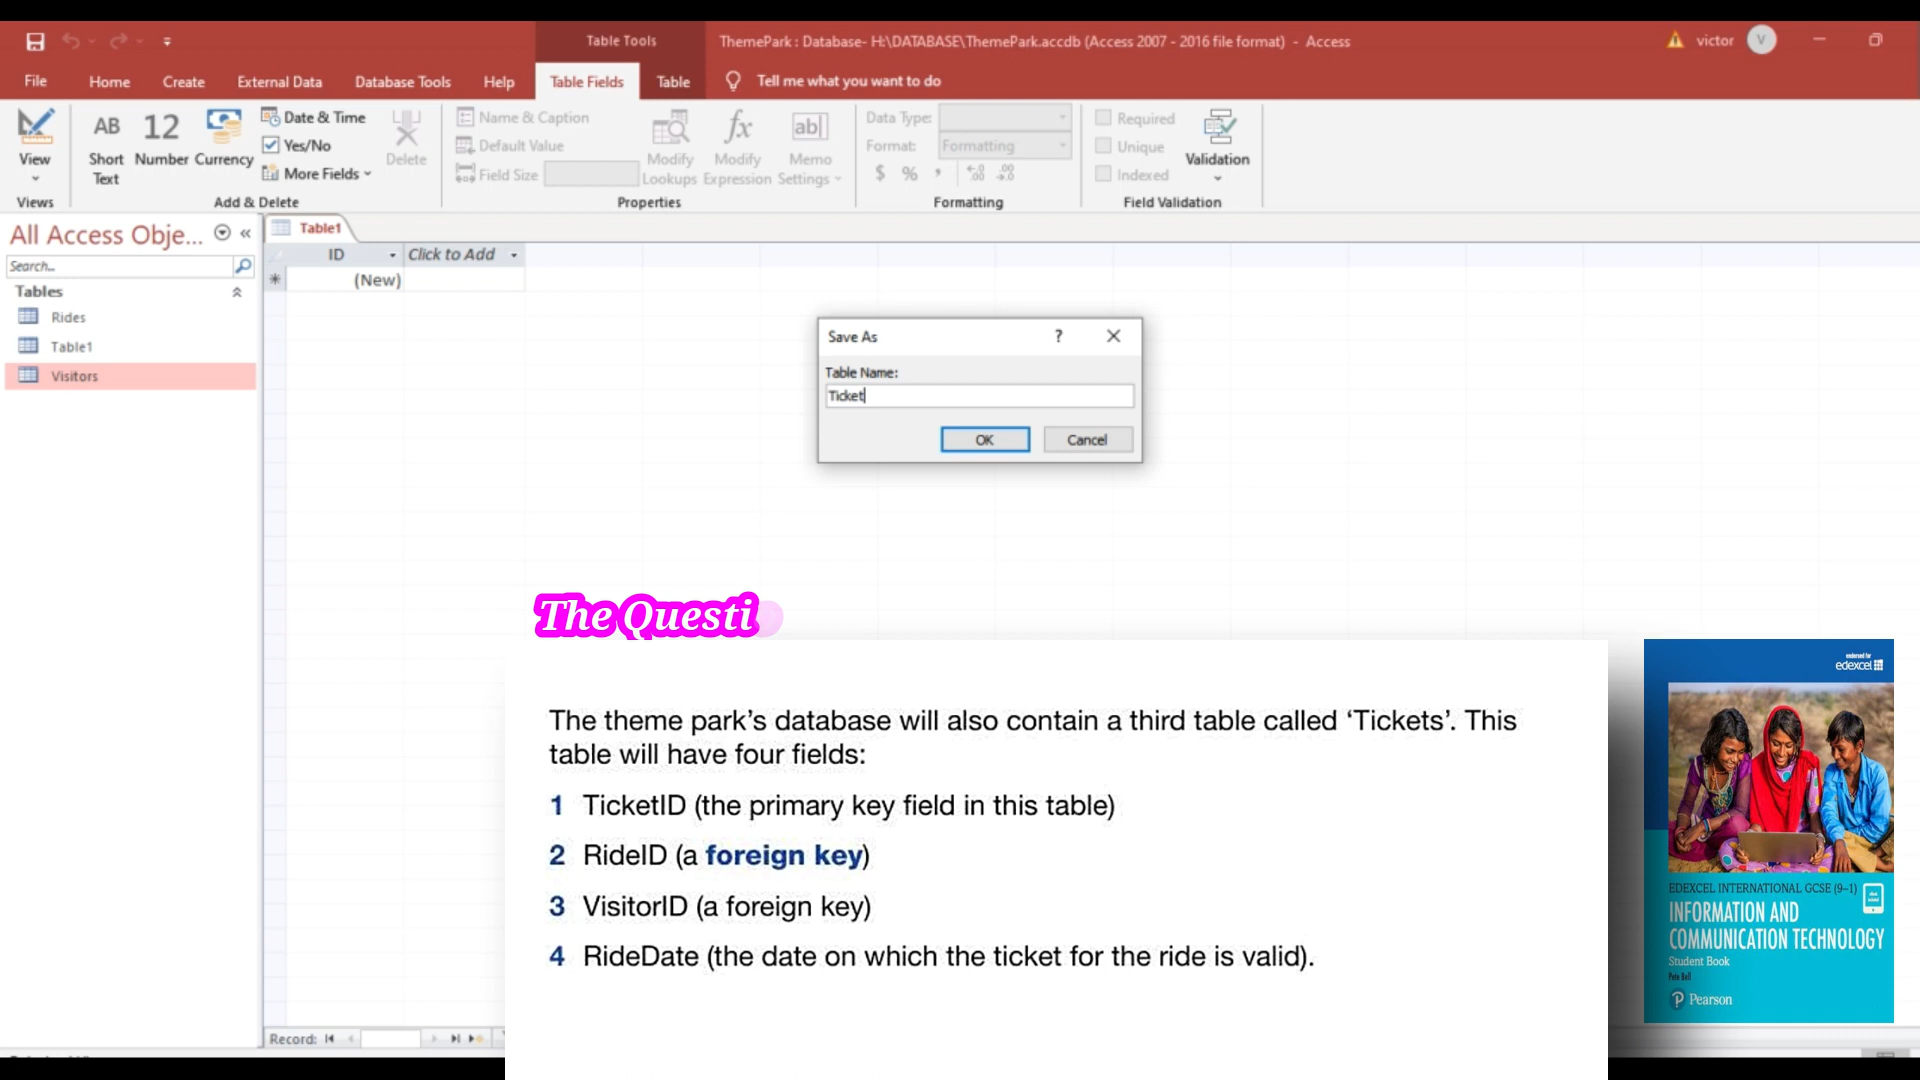 Table Tools
ThemePark : Database- H:\DATABASE\ThemePark.accdb (Access 2007 - 2016 file format) - Access
victor
V
File
Home
Create
External Data
Database Tools
Help
Table Fields
Table
Tell me what you want to do
View
AB
Short
Text
12
Number
Currency
Date & Time
Yes/No
More Fields
Delete
Name & Caption
Default Value
Field Size
Modify
Lookups
fx
Modify
Expression
ab|
Memo
Settings
Data Type:
Format:
Formatting
$ % ,
Required
Unique
Indexed
Validation
Views
Add & Delete
Properties
Formatting
Field Validation
All Access Obje...
Search...
Tables
Rides
Table1
Visitors
Table1
ID
Click to Add
(New)
Save As
?
Table Name:
Ticket
OK
Cancel
The Questi
The theme park's database will also contain a third table called ‘Tickets’. This
table will have four fields:
1 TicketID (the primary key field in this table)
2 RideID (a foreign key)
3 VisitorID (a foreign key)
4 RideDate (the date on which the ticket for the ride is valid).
endorsed for
edexcel
EDEXCEL INTERNATIONAL GCSE (9–1)
INFORMATION AND
COMMUNICATION TECHNOLOGY
Student Book
Pearson
Record: